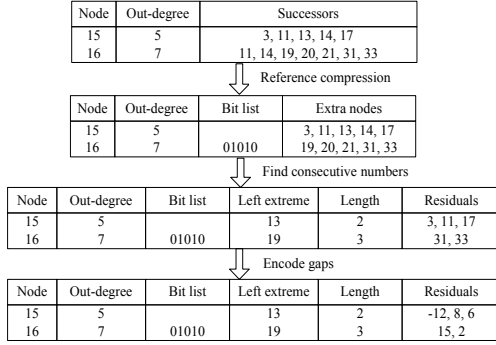 Node Out-degree Successors
15 5 3, 11, 13, 14, 17
16 7 11, 14, 19, 20, 21, 31, 33
Reference compression
Node Out-degree Bit list Extra nodes
15 5 3, 11, 13, 14, 17
16 7 01010 19, 20, 21, 31, 33
Find consecutive numbers
Node Out-degree Bit list Left extreme Length Residuals
15 5 13 2 3, 11, 17
16 7 01010 19 3 31, 33
Encode gaps
Node Out-degree Bit list Left extreme Length Residuals
15 5 13 2 -12, 8, 6
16 7 01010 19 3 15, 2